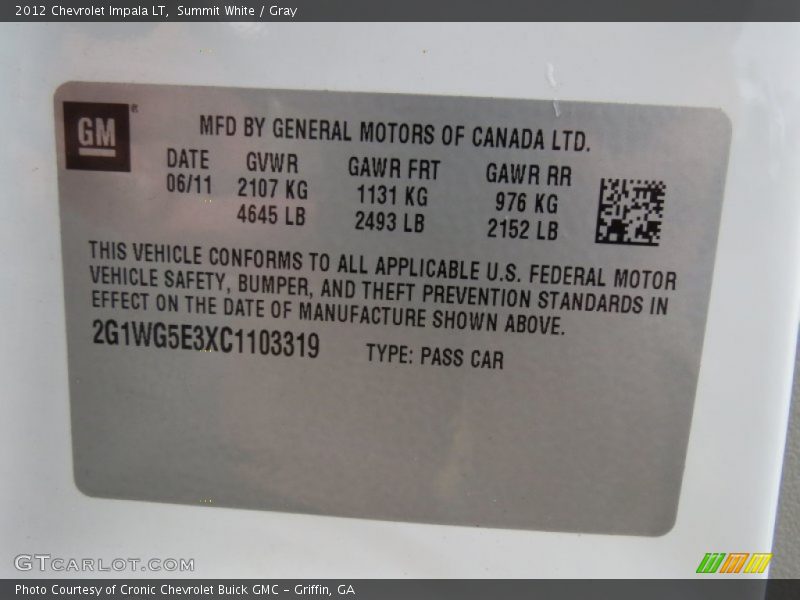 2012 Chevrolet Impala LT, Summit White / Gray
GM®
MFD BY GENERAL MOTORS OF CANADA LTD.
DATE GVWR GAWR FRT GAWR RR
06/11 2107 KG 1131 KG 976 KG
4645 LB 2493 LB 2152 LB
THIS VEHICLE CONFORMS TO ALL APPLICABLE U.S. FEDERAL MOTOR
VEHICLE SAFETY, BUMPER, AND THEFT PREVENTION STANDARDS IN
EFFECT ON THE DATE OF MANUFACTURE SHOWN ABOVE.
2G1WG5E3XC1103319 TYPE: PASS CAR
GTCARLOT.COM
Photo Courtesy of Cronic Chevrolet Buick GMC – Griffin, GA